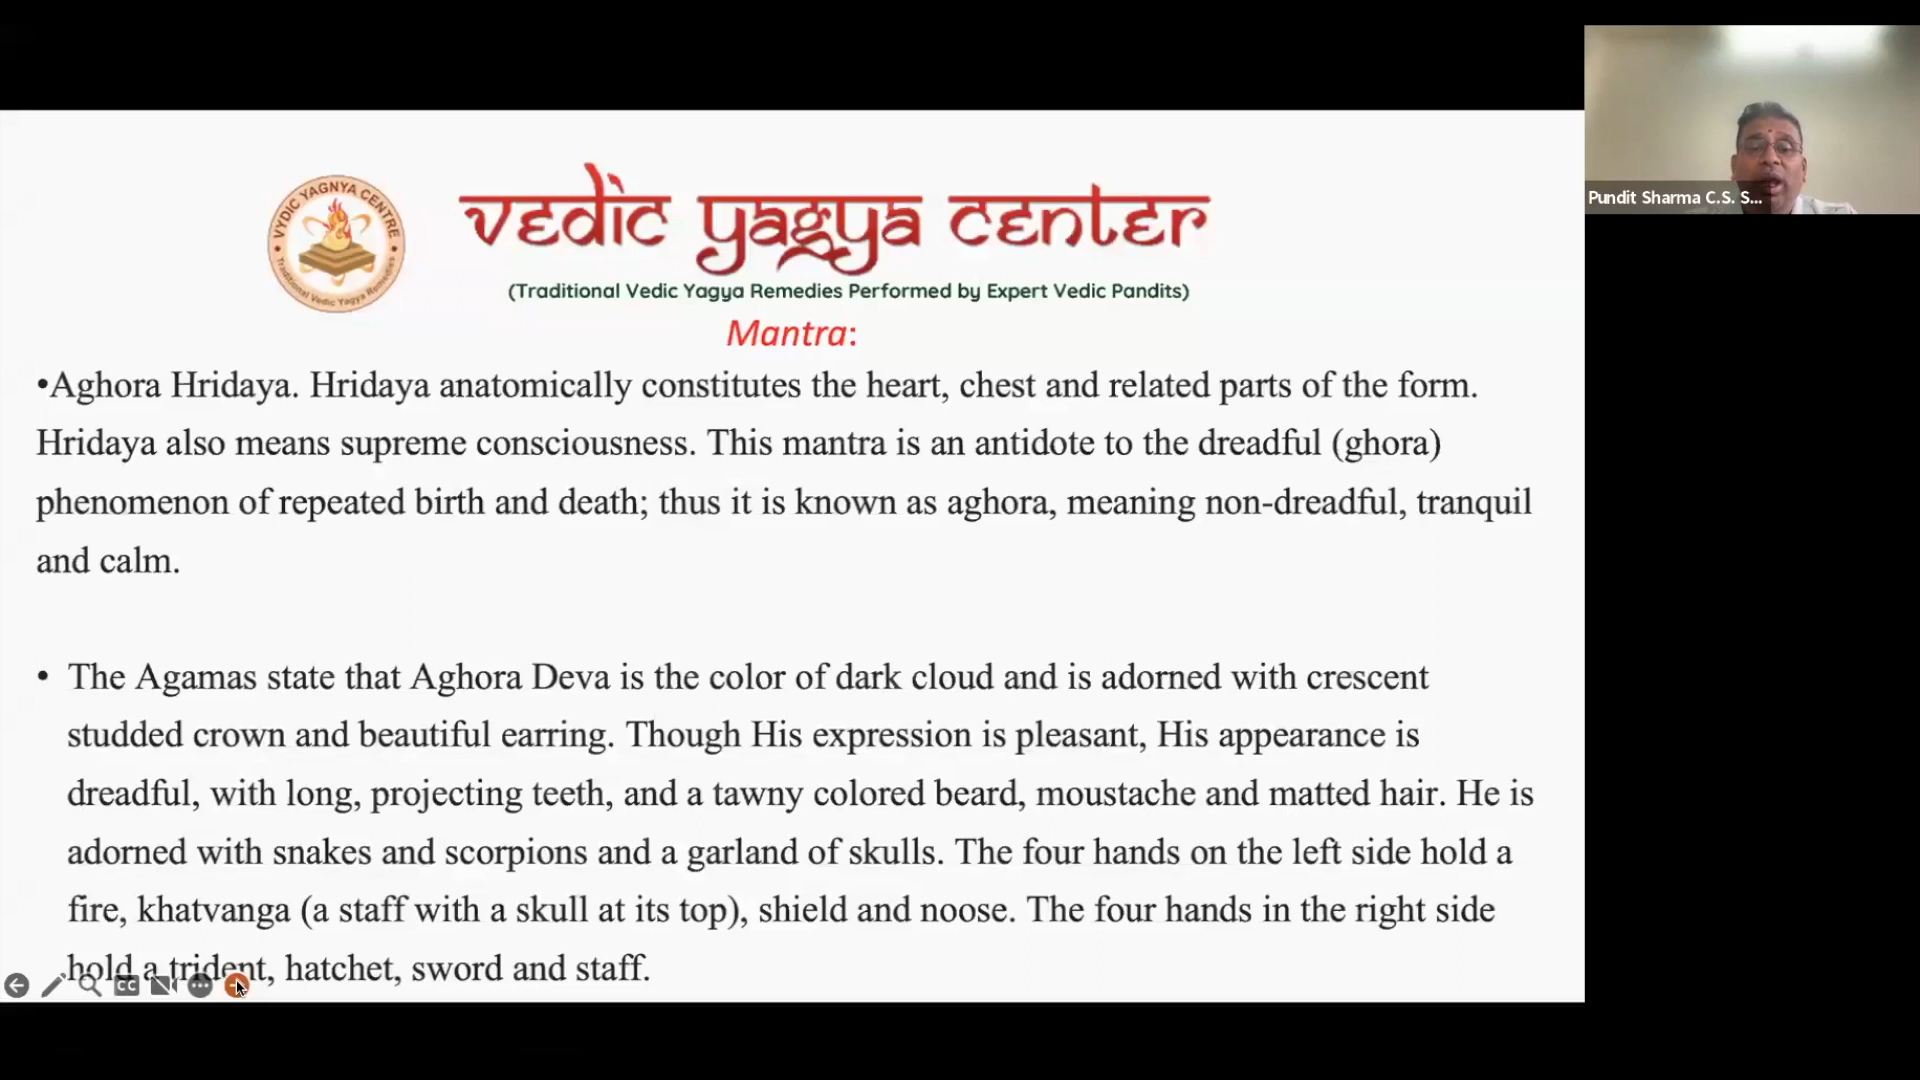 VYDIC YAGNYA CENTRE
Traditional Vedic Yagya Remedies
vedic yagya center
(Traditional Vedic Yagya Remedies Performed by Expert Vedic Pandits)
Pundit Sharma C.S. S...
Mantra:
•Aghora Hridaya. Hridaya anatomically constitutes the heart, chest and related parts of the form.
Hridaya also means supreme consciousness. This mantra is an antidote to the dreadful (ghora)
phenomenon of repeated birth and death; thus it is known as aghora, meaning non-dreadful, tranquil
and calm.
• The Agamas state that Aghora Deva is the color of dark cloud and is adorned with crescent
studded crown and beautiful earring. Though His expression is pleasant, His appearance is
dreadful, with long, projecting teeth, and a tawny colored beard, moustache and matted hair. He is
adorned with snakes and scorpions and a garland of skulls. The four hands on the left side hold a
fire, khatvanga (a staff with a skull at its top), shield and noose. The four hands in the right side
hold a trident, hatchet, sword and staff.
CC